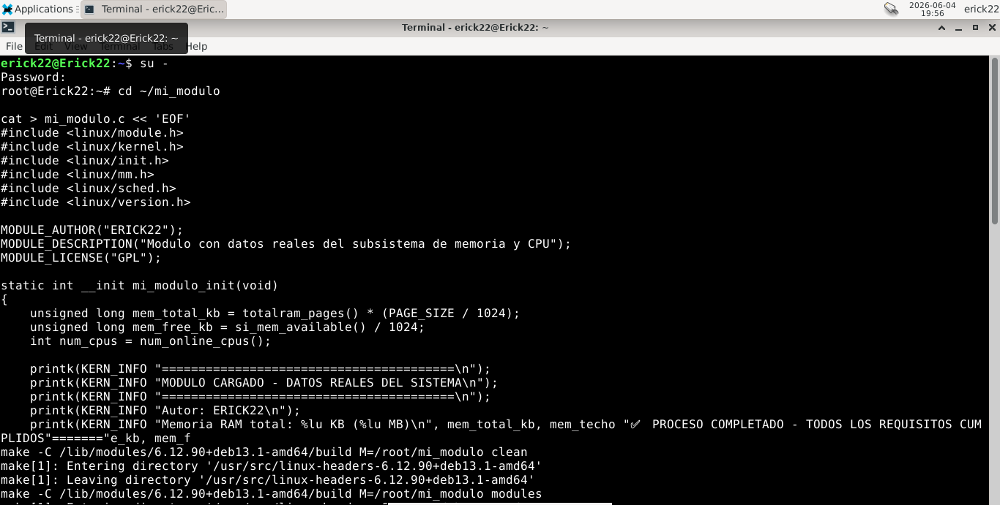 Applications
Terminal - erick22@Eric...
2026-06-04
19:56
erick22
Terminal - erick22@Erick22: ~
Terminal - erick22@Erick22: ~
File Edit View Terminal Tabs Help
erick22@Erick22:~$ su -
Password:
root@Erick22:~# cd ~/mi_modulo
cat > mi_modulo.c << 'EOF'
#include <linux/module.h>
#include <linux/kernel.h>
#include <linux/init.h>
#include <linux/mm.h>
#include <linux/sched.h>
#include <linux/version.h>
MODULE_AUTHOR("ERICK22");
MODULE_DESCRIPTION("Modulo con datos reales del subsistema de memoria y CPU");
MODULE_LICENSE("GPL");
static int __init mi_modulo_init(void)
{
    unsigned long mem_total_kb = totalram_pages() * (PAGE_SIZE / 1024);
    unsigned long mem_free_kb = si_mem_available() / 1024;
    int num_cpus = num_online_cpus();
    printk(KERN_INFO "========================================\n");
    printk(KERN_INFO "MODULO CARGADO - DATOS REALES DEL SISTEMA\n");
    printk(KERN_INFO "========================================\n");
    printk(KERN_INFO "Autor: ERICK22\n");
    printk(KERN_INFO "Memoria RAM total: %lu KB (%lu MB)\n", mem_total_kb, mem_techo "✅  PROCESO COMPLETADO - TODOS LOS REQUISITOS CUM
PLIDOS"======="e_kb, mem_f
make -C /lib/modules/6.12.90+deb13.1-amd64/build M=/root/mi_modulo clean
make[1]: Entering directory '/usr/src/linux-headers-6.12.90+deb13.1-amd64'
make[1]: Leaving directory '/usr/src/linux-headers-6.12.90+deb13.1-amd64'
make -C /lib/modules/6.12.90+deb13.1-amd64/build M=/root/mi_modulo modules